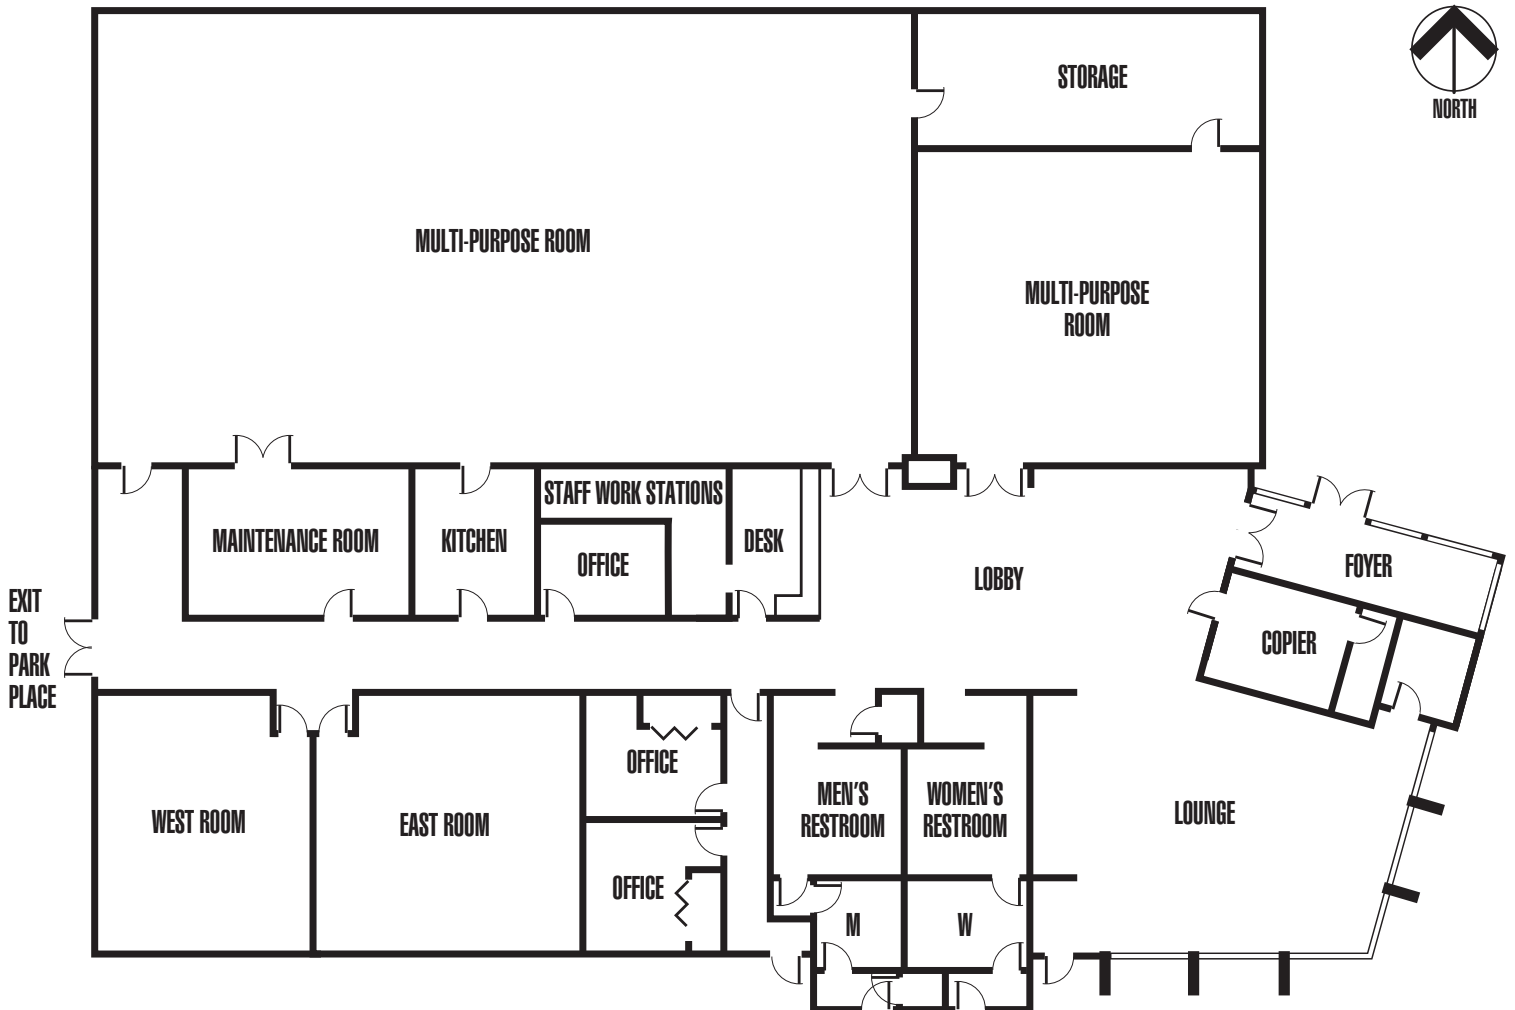 STORAGE
NORTH
MULTI-PURPOSE ROOM
MULTI-PURPOSE
ROOM
STAFF WORK STATIONS
MAINTENANCE ROOM
KITCHEN
OFFICE
DESK
LOBBY
FOYER
EXIT
TO
PARK
PLACE
COPIER
WEST ROOM
EAST ROOM
OFFICE
OFFICE
MEN'S
RESTROOM
WOMEN'S
RESTROOM
LOUNGE
M
W